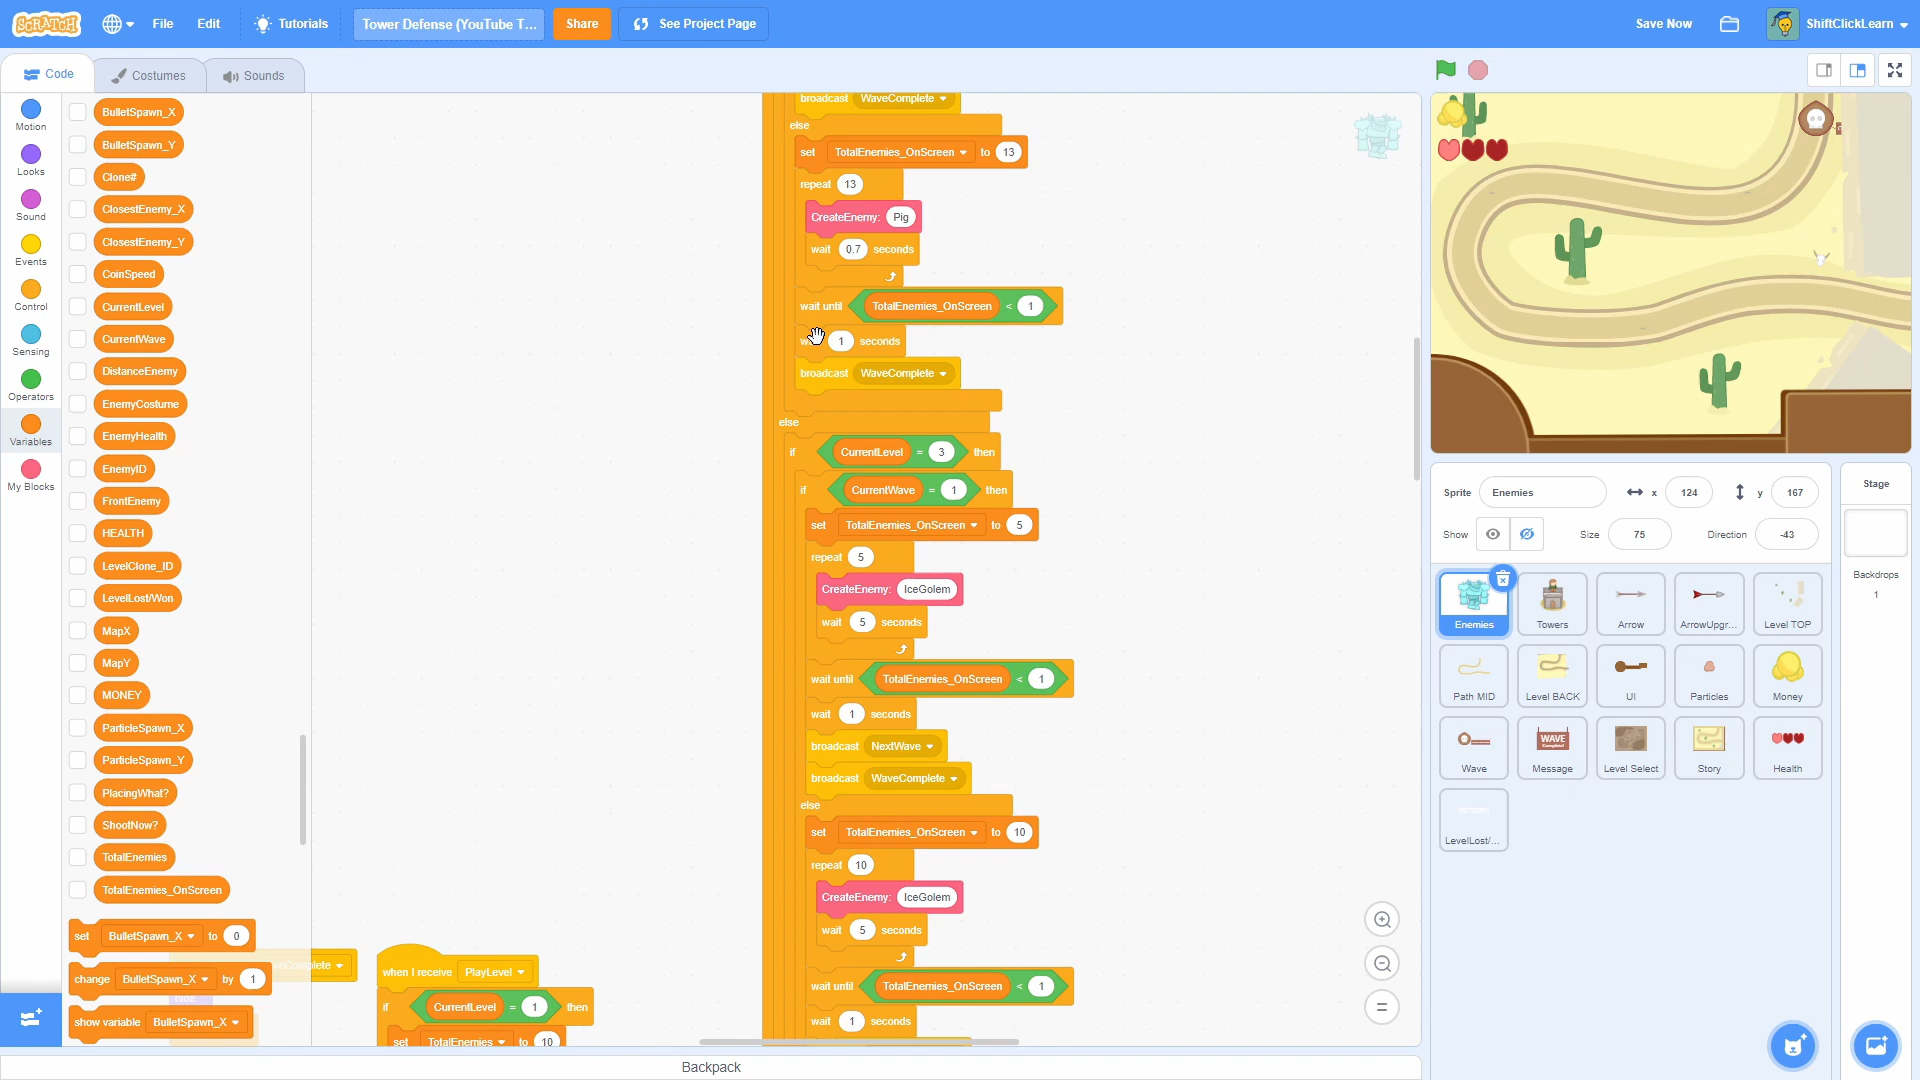 SCRATCH
File
Edit
Tutorials
Tower Defense (YouTube T...
Share
See Project Page
Save Now
ShiftClickLearn
Code
Costumes
Sounds
Motion
Looks
Sound
Events
Control
Sensing
Operators
Variables
My Blocks
BulletSpawn_X
BulletSpawn_Y
Clone#
ClosestEnemy_X
ClosestEnemy_Y
CoinSpeed
CurrentLevel
CurrentWave
DistanceEnemy
EnemyCostume
EnemyHealth
EnemyID
FrontEnemy
HEALTH
LevelClone_ID
LevelLost/Won
MapX
MapY
MONEY
ParticleSpawn_X
ParticleSpawn_Y
PlacingWhat?
ShootNow?
TotalEnemies
TotalEnemies_OnScreen
set BulletSpawn_X to 0
change BulletSpawn_X by 1
show variable BulletSpawn_X
hide
when I receive PlayLevel
if CurrentLevel = 1 then
set TotalEnemies to 10
broadcast WaveComplete
else
set TotalEnemies_OnScreen to 13
repeat 13
CreateEnemy: Pig
wait 0.7 seconds
wait until TotalEnemies_OnScreen < 1
1 seconds
broadcast WaveComplete
else
if CurrentLevel = 3 then
if CurrentWave = 1 then
set TotalEnemies_OnScreen to 5
repeat 5
CreateEnemy: IceGolem
wait 5 seconds
wait until TotalEnemies_OnScreen < 1
wait 1 seconds
broadcast NextWave
broadcast WaveComplete
else
set TotalEnemies_OnScreen to 10
repeat 10
CreateEnemy: IceGolem
wait 5 seconds
wait until TotalEnemies_OnScreen < 1
wait 1 seconds
Backpack
Sprite Enemies x 124 y 167
Show Size 75 Direction -43
Enemies
Towers
Arrow
ArrowUpgr...
Level TOP
Path MID
Level BACK
UI
Particles
Money
Wave
WAVE
Message
Level Select
Story
Health
LevelLost/...
Stage
Backdrops
1